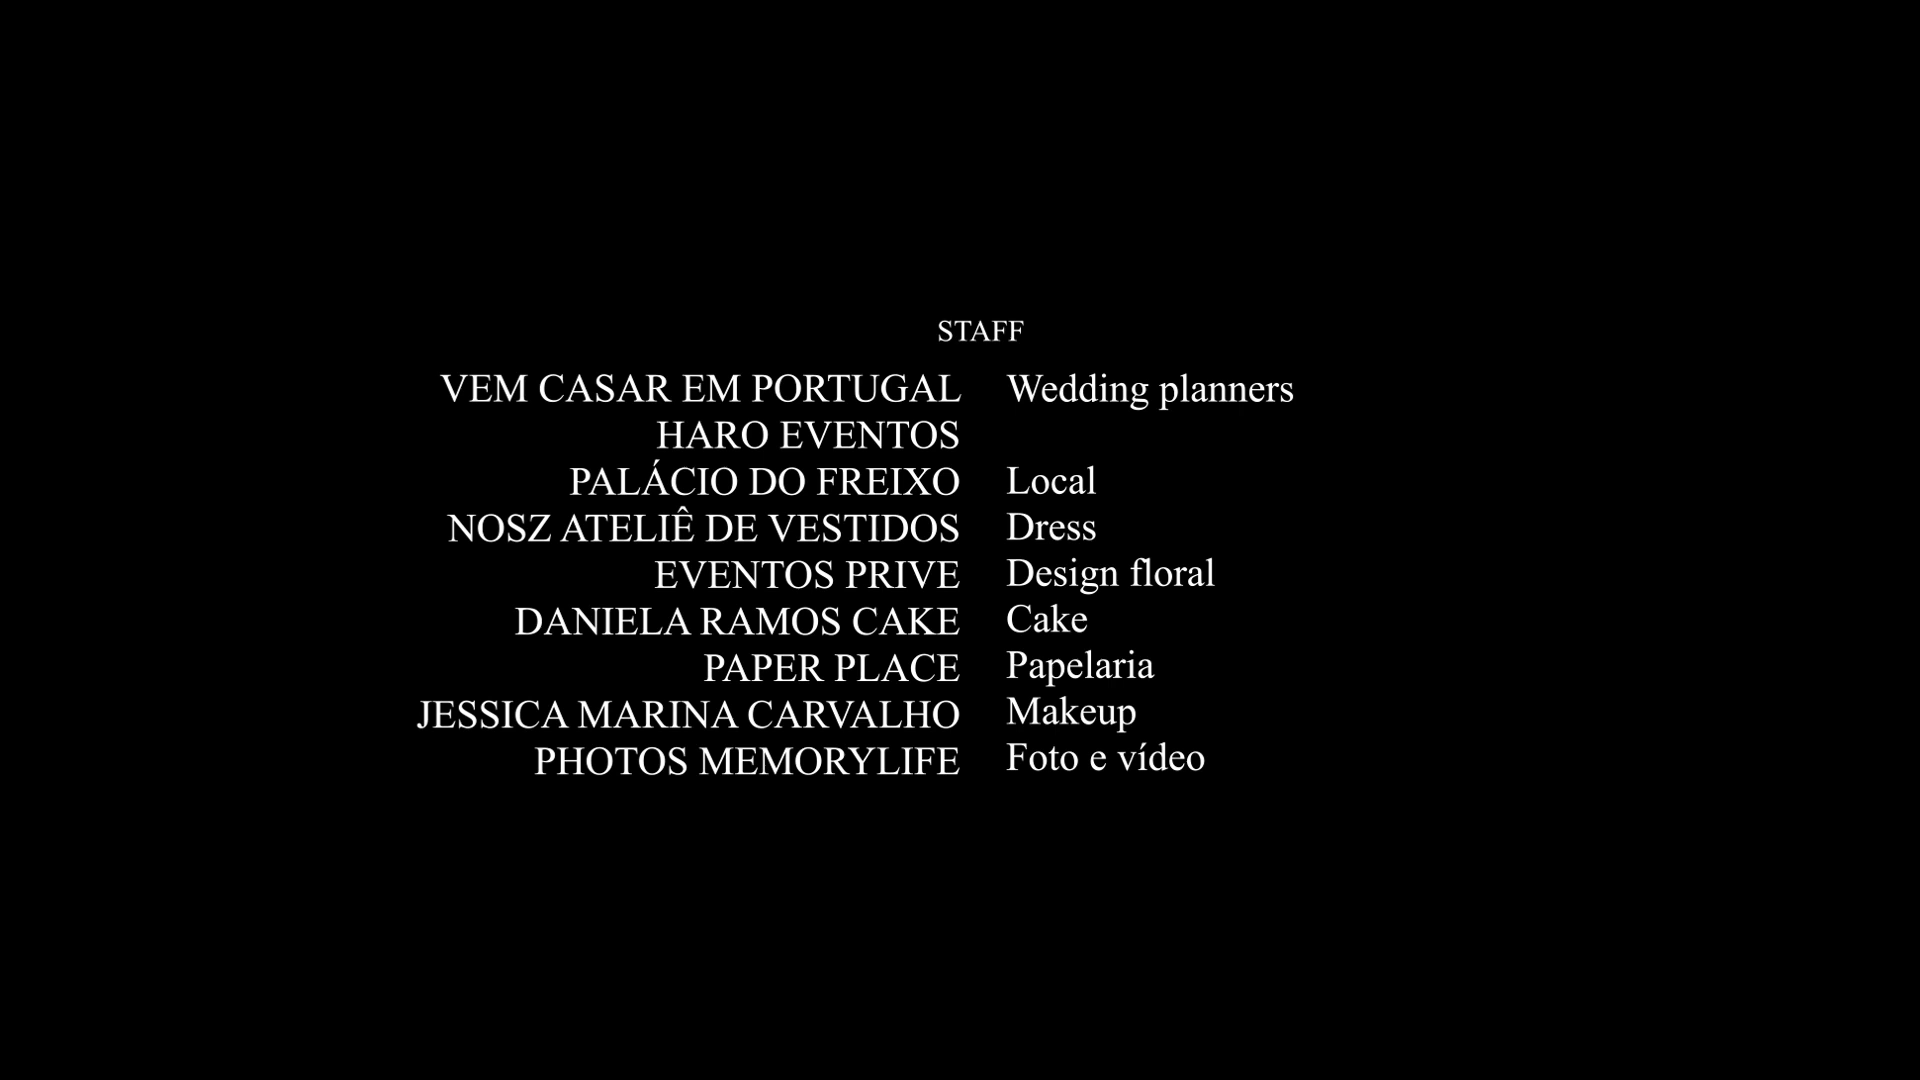 STAFF
VEM CASAR EM PORTUGAL Wedding planners
HARO EVENTOS
PALÁCIO DO FREIXO Local
NOSZ ATELIÊ DE VESTIDOS Dress
EVENTOS PRIVE Design floral
DANIELA RAMOS CAKE Cake
PAPER PLACE Papelaria
JESSICA MARINA CARVALHO Makeup
PHOTOS MEMORYLIFE Foto e vídeo